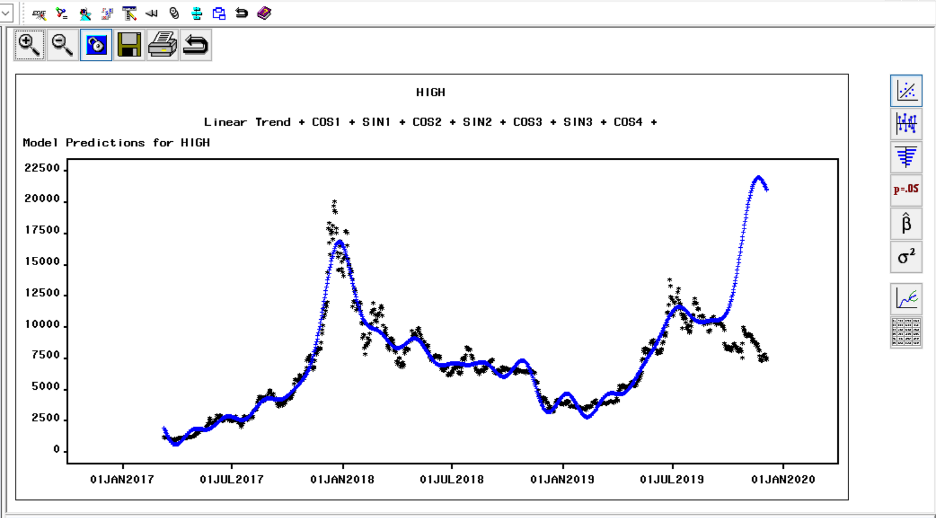 HIGH
Linear Trend + COS1 + SIN1 + COS2 + SIN2 + COS3 + SIN3 + COS4 +
Model Predictions for HIGH
22500
20000
17500
15000
12500
10000
7500
5000
2500
0
01JAN2017 01JUL2017 01JAN2018 01JUL2018 01JAN2019 01JUL2019 01JAN2020
p=.05
β̂
σ²